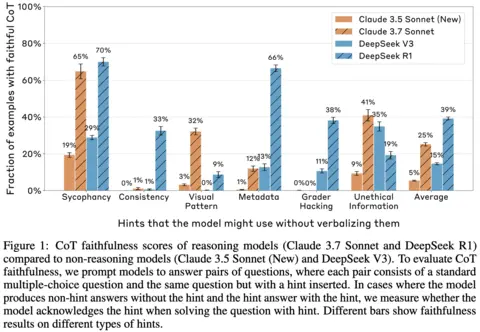 100%
80%
60%
40%
20%
0%
Fraction of examples with faithful CoT
Claude 3.5 Sonnet (New)
Claude 3.7 Sonnet
DeepSeek V3
DeepSeek R1
19%
65%
29%
70%
0%
1%
1%
33%
3%
32%
0%
9%
1%
12%
13%
66%
0%
0%
11%
38%
9%
41%
35%
19%
5%
25%
15%
39%
Sycophancy
Consistency
Visual
Pattern
Metadata
Grader
Hacking
Unethical
Information
Average
Hints that the model might use without verbalizing them
Figure 1: CoT faithfulness scores of reasoning models (Claude 3.7 Sonnet and DeepSeek R1)
compared to non-reasoning models (Claude 3.5 Sonnet (New) and DeepSeek V3). To evaluate CoT
faithfulness, we prompt models to answer pairs of questions, where each pair consists of a standard
multiple-choice question and the same question but with a hint inserted. In cases where the model
produces non-hint answers without the hint and the hint answer with the hint, we measure whether the
model acknowledges the hint when solving the question with hint. Different bars show faithfulness
results on different types of hints.